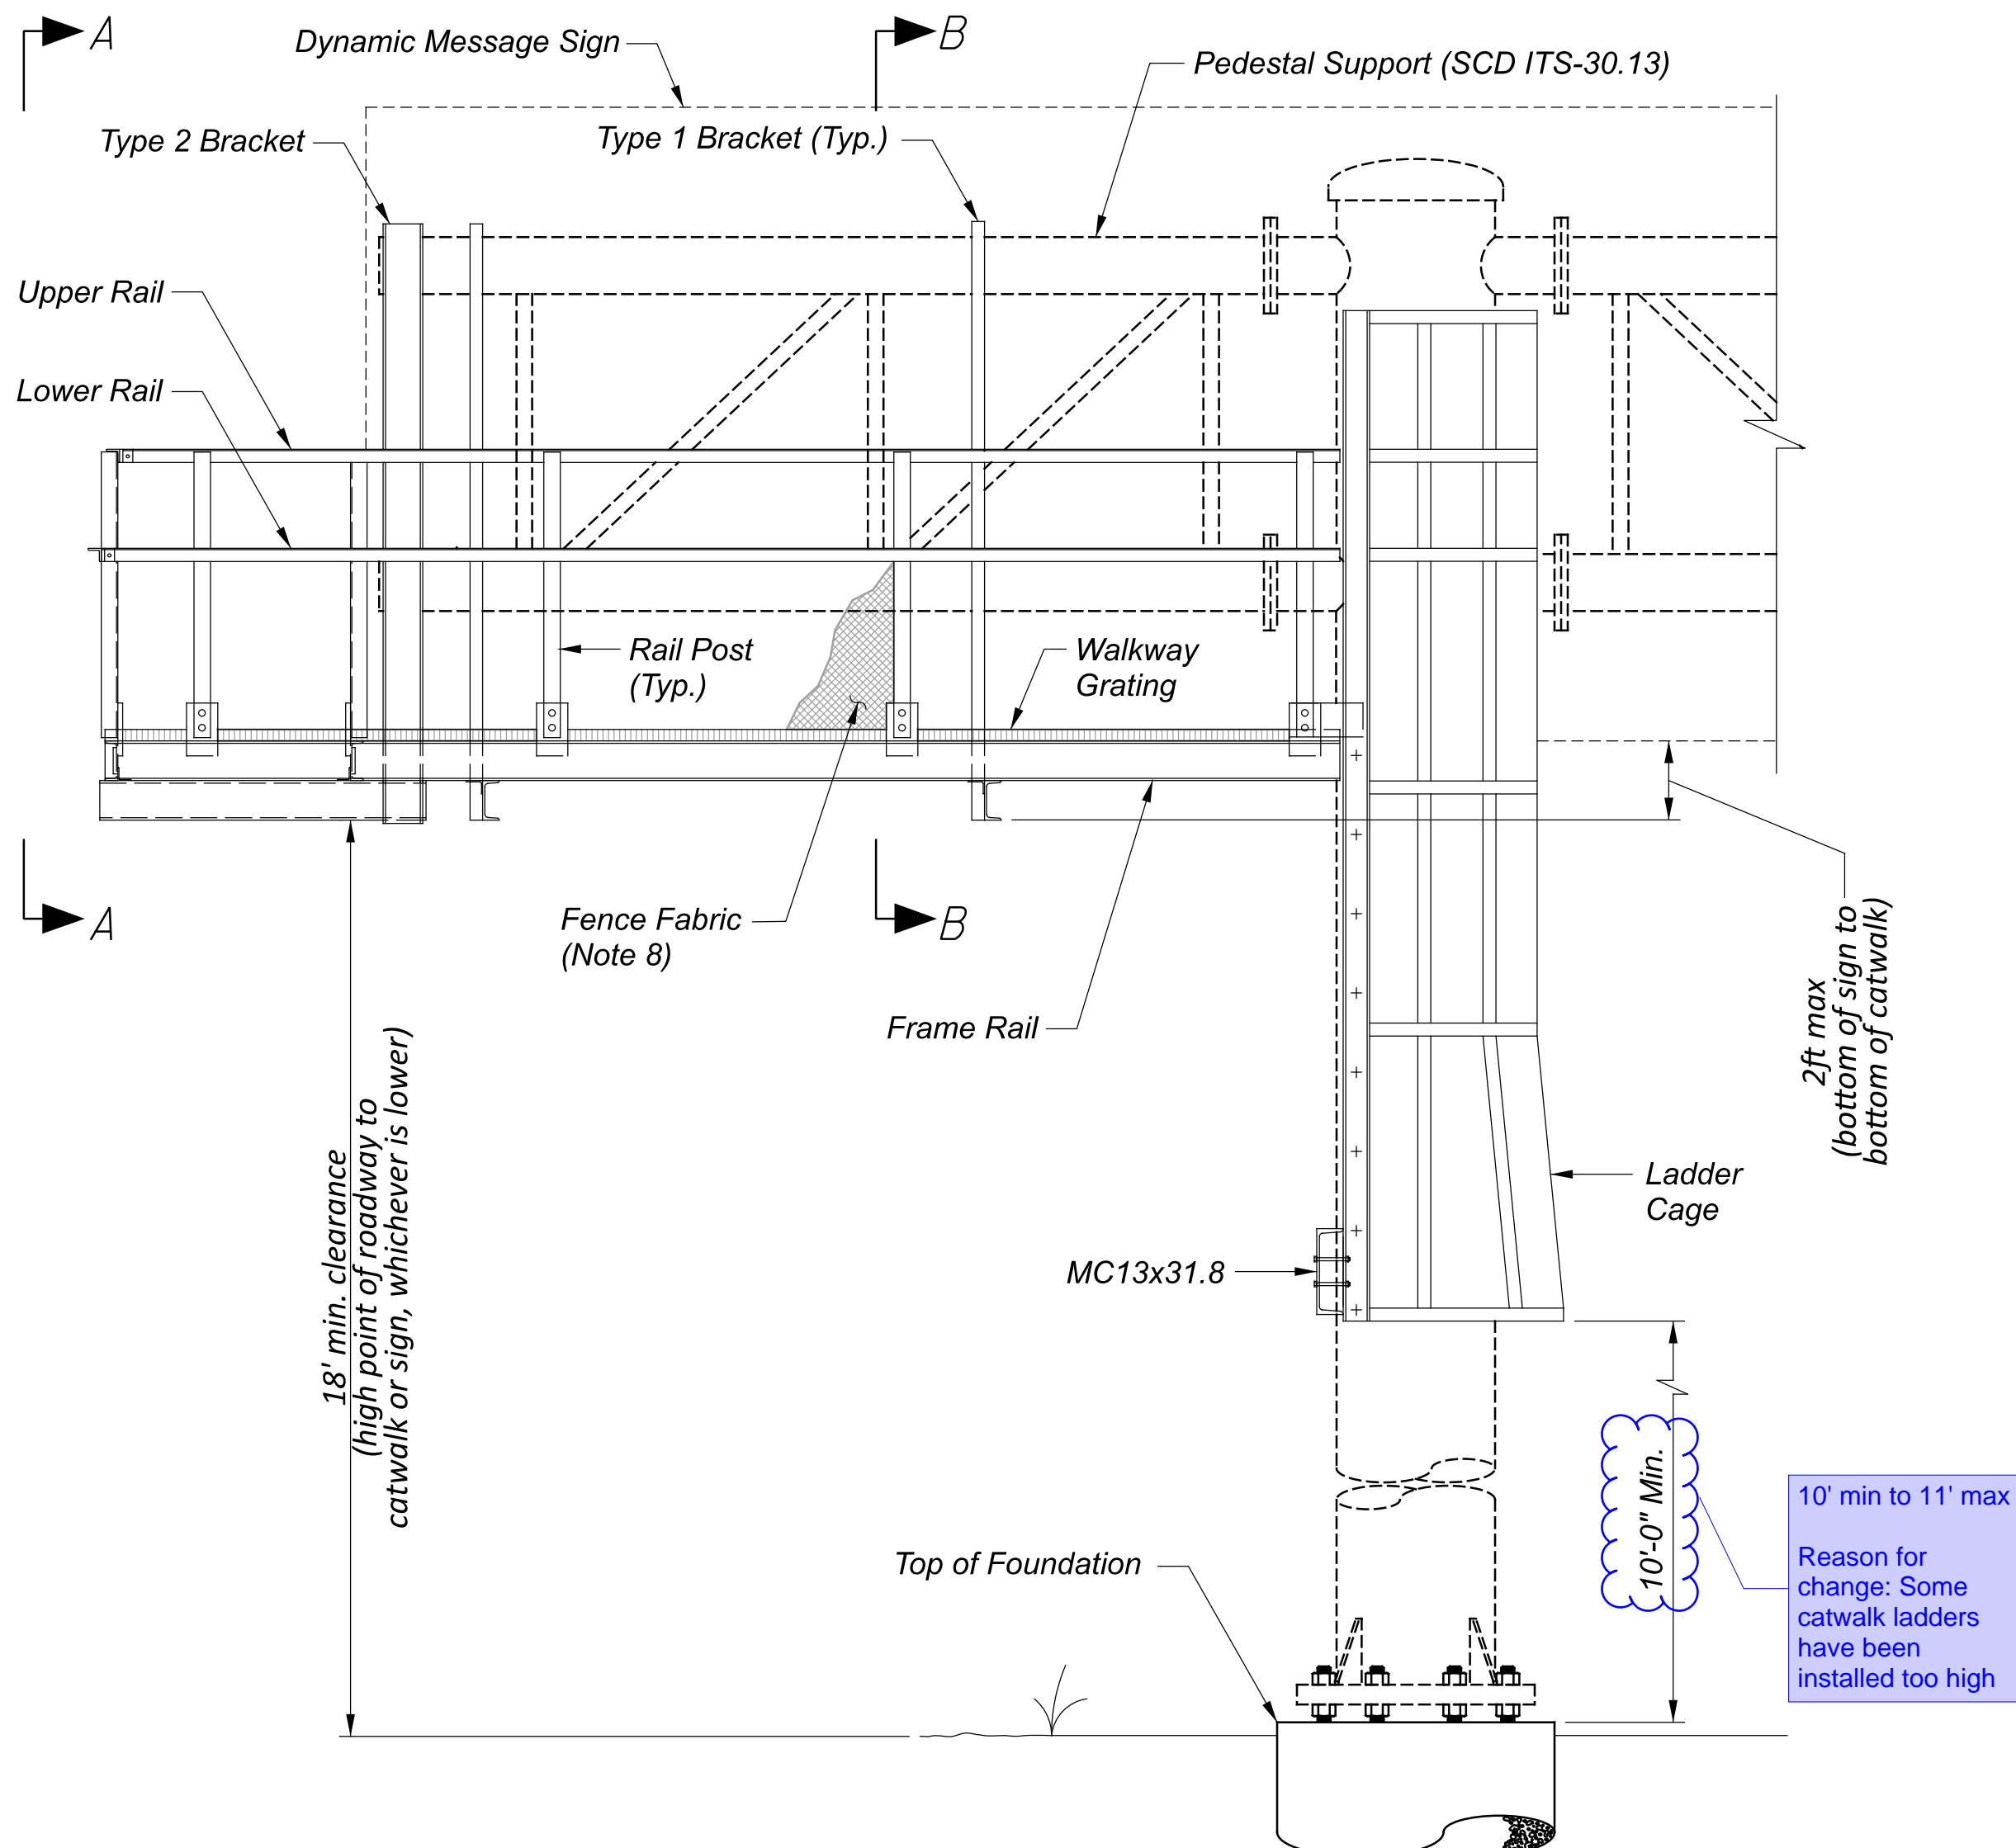 A
Dynamic Message Sign
B
Pedestal Support (SCD ITS-30.13)
Type 2 Bracket
Type 1 Bracket (Typ.)
Upper Rail
Lower Rail
Rail Post
(Typ.)
Walkway
Grating
A
Fence Fabric
(Note 8)
B
Frame Rail
2ft max
(bottom of sign to
bottom of catwalk)
18' min. clearance
(high point of roadway to
catwalk or sign, whichever is lower)
Ladder
Cage
MC13x31.8
10'-0" Min.
10' min to 11' max
Reason for
change: Some
catwalk ladders
have been
installed too high
Top of Foundation